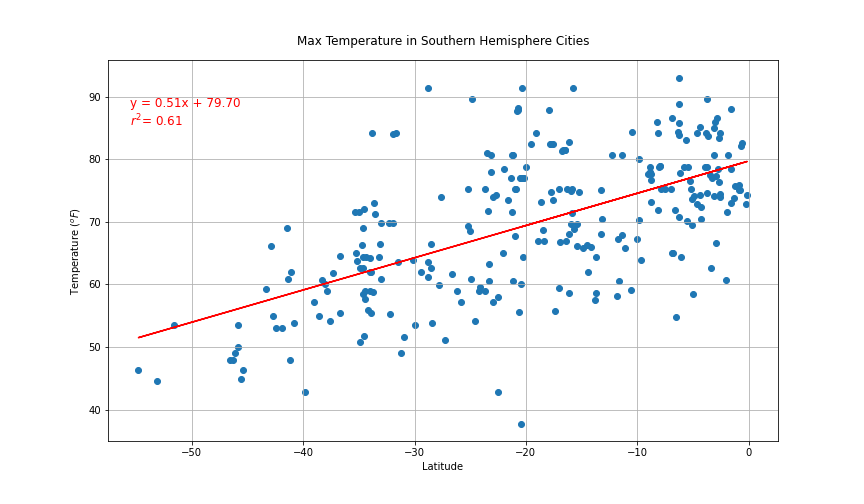 Max Temperature in Southern Hemisphere Cities
y = 0.51x + 79.70
r²= 0.61
Temperature (°F)
90
80
70
60
50
40
−50
−40
−30
−20
−10
0
Latitude